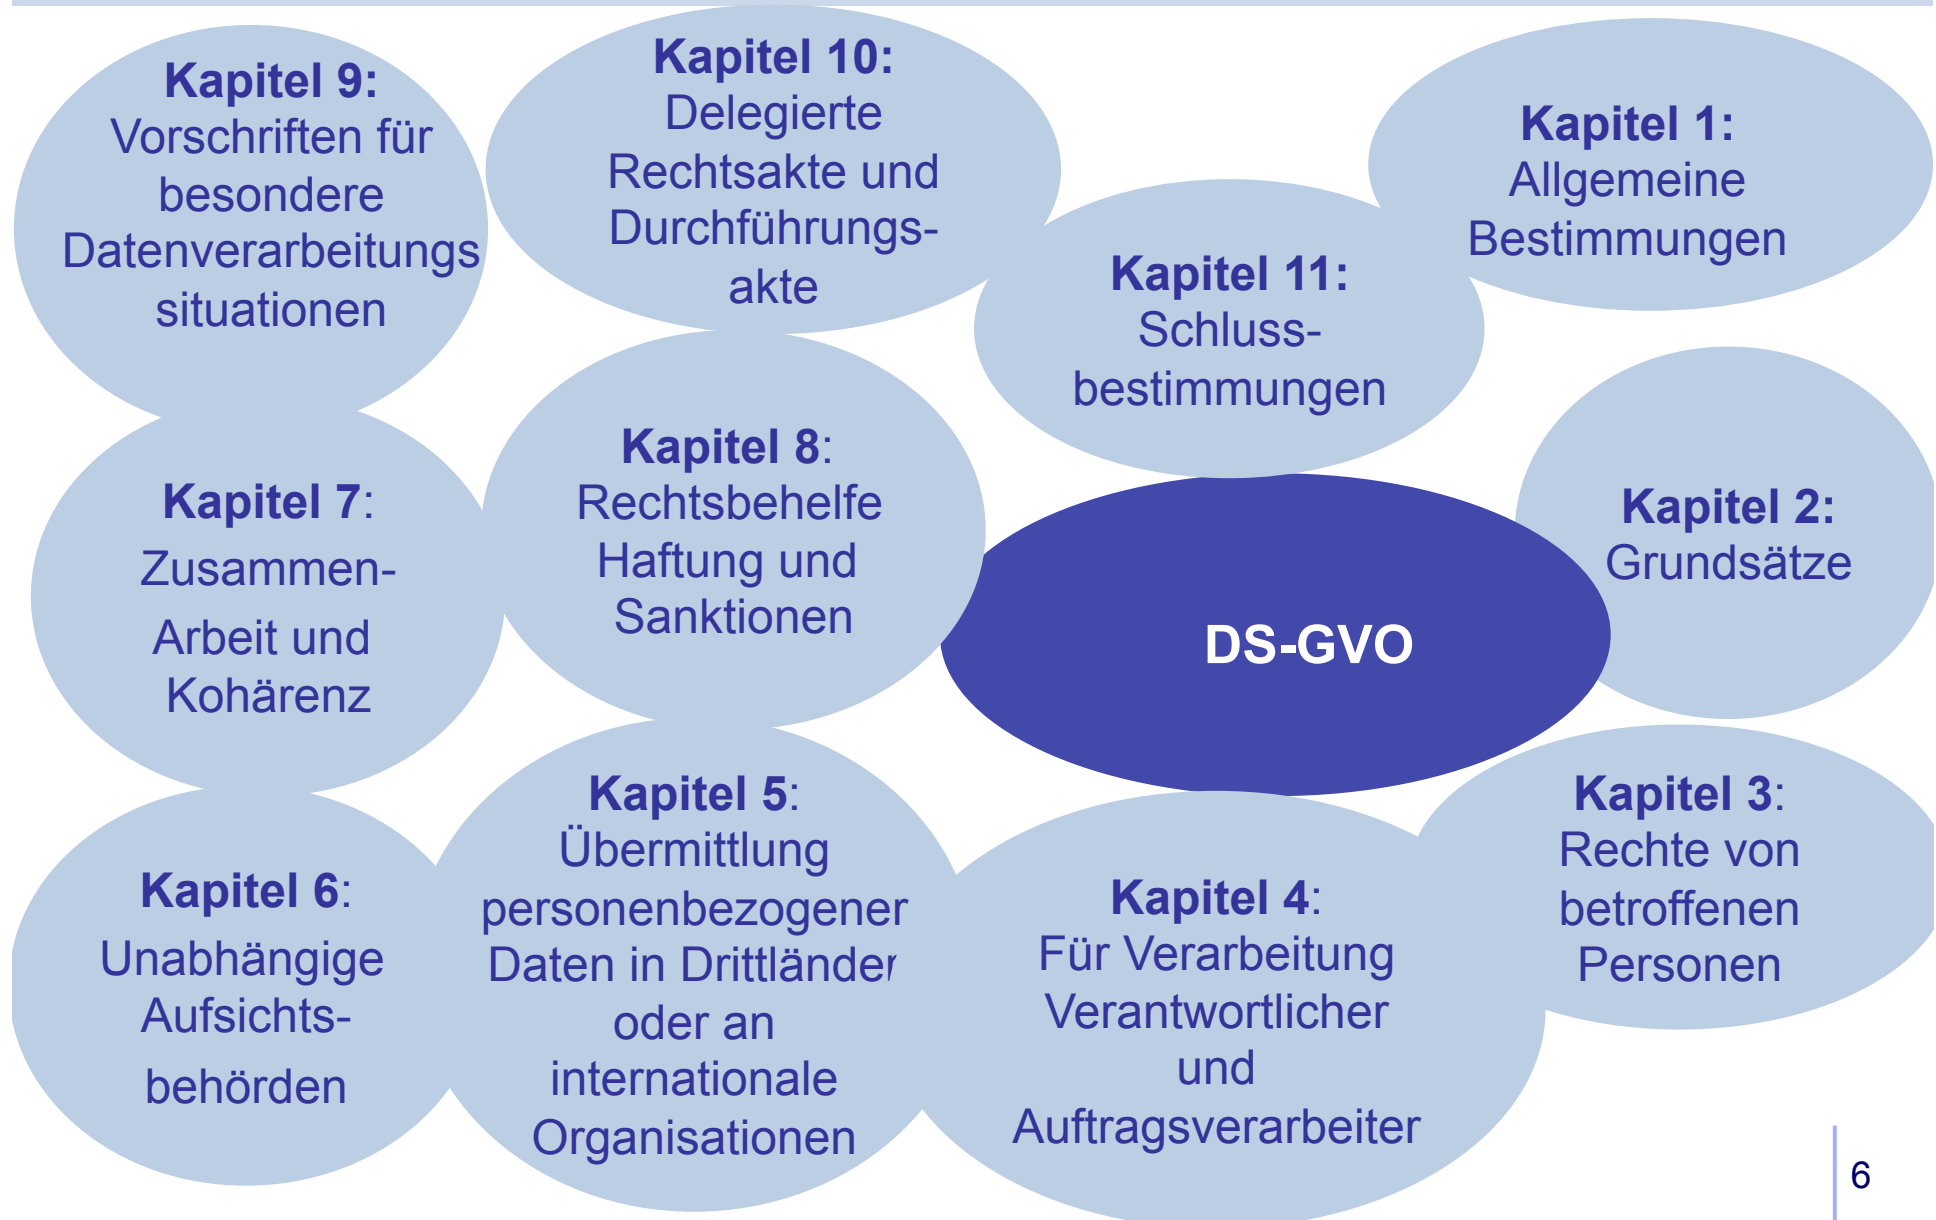 Kapitel 9:
Vorschriften für
besondere
Datenverarbeitungs
situationen
Kapitel 10:
Delegierte
Rechtsakte und
Durchführungs-
akte
Kapitel 1:
Allgemeine
Bestimmungen
Kapitel 11:
Schluss-
bestimmungen
Kapitel 7:
Zusammen-
Arbeit und
Kohärenz
Kapitel 8:
Rechtsbehelfe
Haftung und
Sanktionen
DS-GVO
Kapitel 2:
Grundsätze
Kapitel 6:
Unabhängige
Aufsichts-
behörden
Kapitel 5:
Übermittlung
personenbezogener
Daten in Drittländer
oder an
internationale
Organisationen
Kapitel 4:
Für Verarbeitung
Verantwortlicher
und
Auftragsverarbeiter
Kapitel 3:
Rechte von
betroffenen
Personen
6